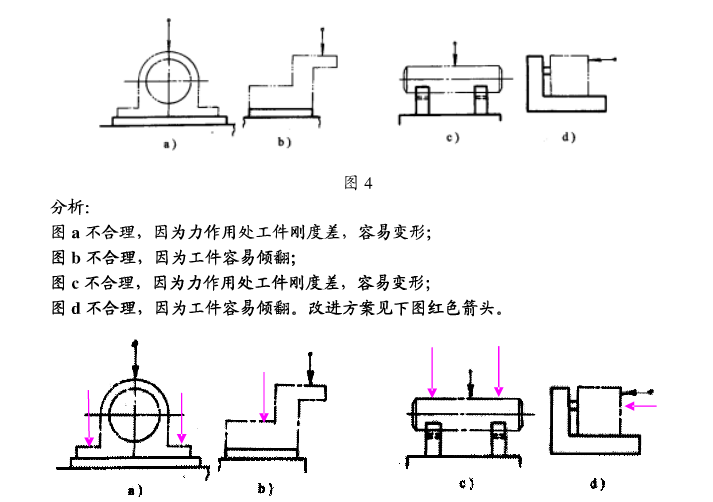 a)
b)
c)
d)
图 4
分析：
图 a 不合理，因为力作用处工件刚度差，容易变形；
图 b 不合理，因为工件容易倾翻；
图 c 不合理，因为力作用处工件刚度差，容易变形；
图 d 不合理，因为工件容易倾翻。改进方案见下图红色箭头。
a)
b)
c)
d)